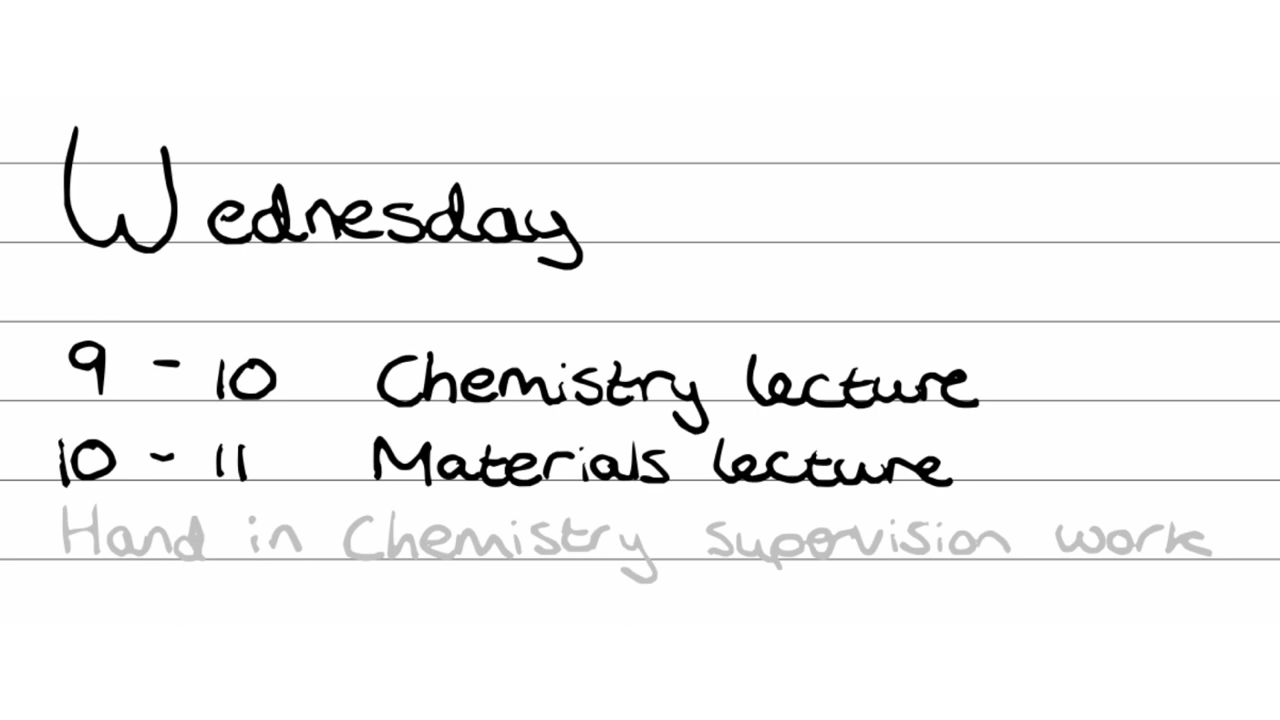 Wednesday
9 - 10 Chemistry lecture
10 - 11 Materials lecture
Hand in Chemistry supervision work